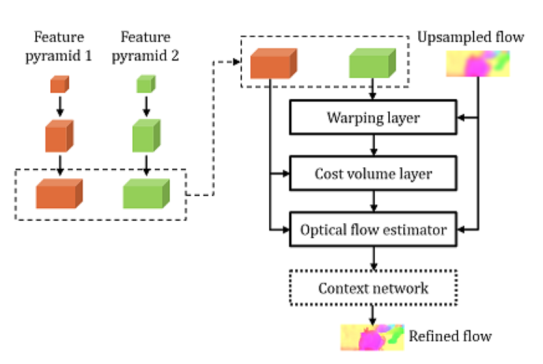 Feature
pyramid 1
Feature
pyramid 2
Upsampled flow
Warping layer
Cost volume layer
Optical flow estimator
Context network
Refined flow